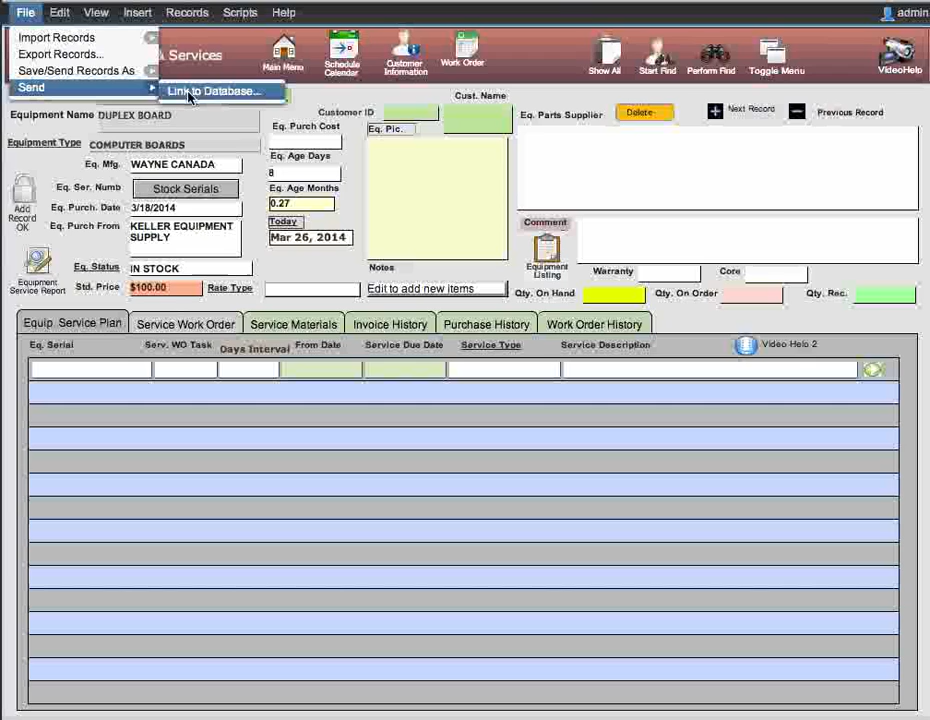 File Edit View Insert Records Scripts Help admin
Import Records
Export Records...
Save/Send Records As
Send
Link to Database...
Services
Main Menu
Schedule Calendar
Customer Information
Work Order
Show All
Start Find
Perform Find
Toggle Menu
VideoHelp
Equipment Name DUPLEX BOARD
Customer ID
Cust. Name
Eq. Parts Supplier
Delete
Next Record
Previous Record
Equipment Type COMPUTER BOARDS
Eq. Purch Cost
Eq. Pic.
Eq. Mfg. WAYNE CANADA
Eq. Age Days
8
Eq. Ser. Numb Stock Serials
Eq. Age Months
0.27
Add
Record
OK
Eq. Purch. Date 3/18/2014
Today
Mar 26, 2014
Eq. Purch From KELLER EQUIPMENT
SUPPLY
Comment
Equipment
Listing
Eq. Status IN STOCK
Notes
Warranty
Core
Equipment
Service Report
Std. Price $100.00 Rate Type
Edit to add new items
Qty. On Hand
Qty. On Order
Qty. Rec.
Equip Service Plan
Service Work Order
Service Materials
Invoice History
Purchase History
Work Order History
Eq. Serial
Serv. WO Task
Days Interval
From Date
Service Due Date
Service Type
Service Description
Video Help 2